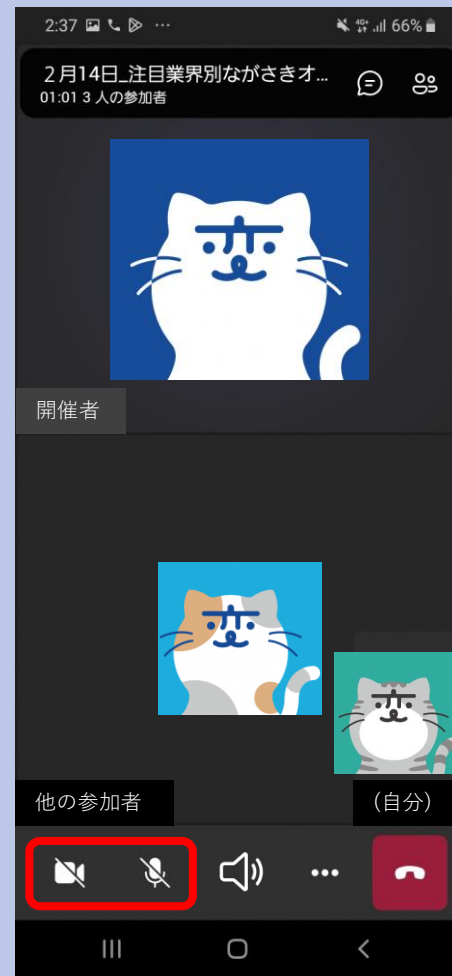 2:37
4G+ 66%
２月14日_注目業界別ながさきオ...
01:01 3 人の参加者
開催者
他の参加者
(自分)